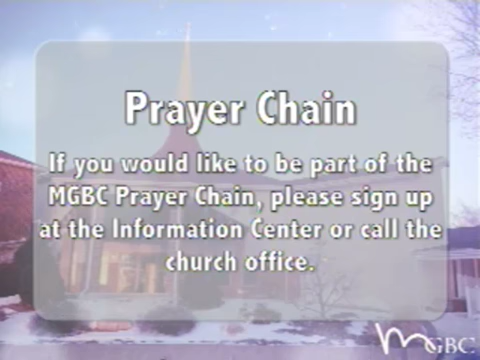 Prayer Chain
If you would like to be part of the
MGBC Prayer Chain, please sign up
at the Information Center or call the
church office.
MGBC